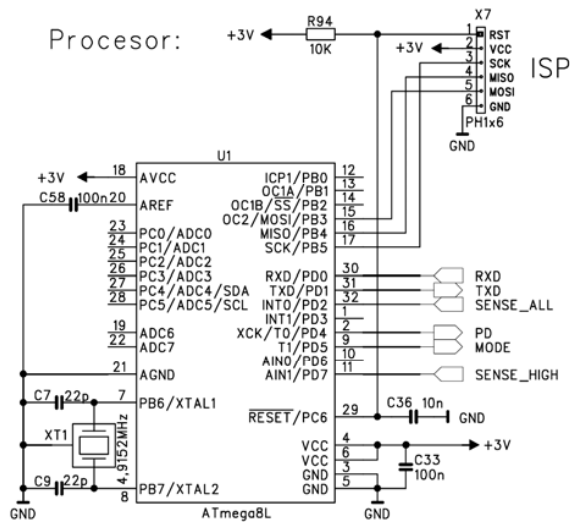 Procesor:
+3V
R94
10K
X7
1 RST
2 VCC
3 SCK
4 MISO
5 MOSI
6 GND
+3V
PH1x6
GND
ISP
U1
ATmega8L
+3V
18 AVCC
C58 100n
20 AREF
23 PC0/ADC0
24 PC1/ADC1
25 PC2/ADC2
26 PC3/ADC3
27 PC4/ADC4/SDA
28 PC5/ADC5/SCL
19 ADC6
22 ADC7
21 AGND
C7 22p
7 PB6/XTAL1
XT1
4,9152MHz
C9 22p
8 PB7/XTAL2
GND
ICP1/PB0 12
OC1A/PB1 13
OC1B/SS/PB2 14
OC2/MOSI/PB3 15
MISO/PB4 16
SCK/PB5 17
RXD/PD0 30 RXD
TXD/PD1 31 TXD
INT0/PD2 32 SENSE_ALL
INT1/PD3 1
XCK/T0/PD4 2 PD
T1/PD5 9 MODE
AIN0/PD6 10
AIN1/PD7 11 SENSE_HIGH
RESET/PC6 29
C36 10n
GND
VCC 4
+3V
VCC 6
GND 3
GND 5
C33
100n
GND